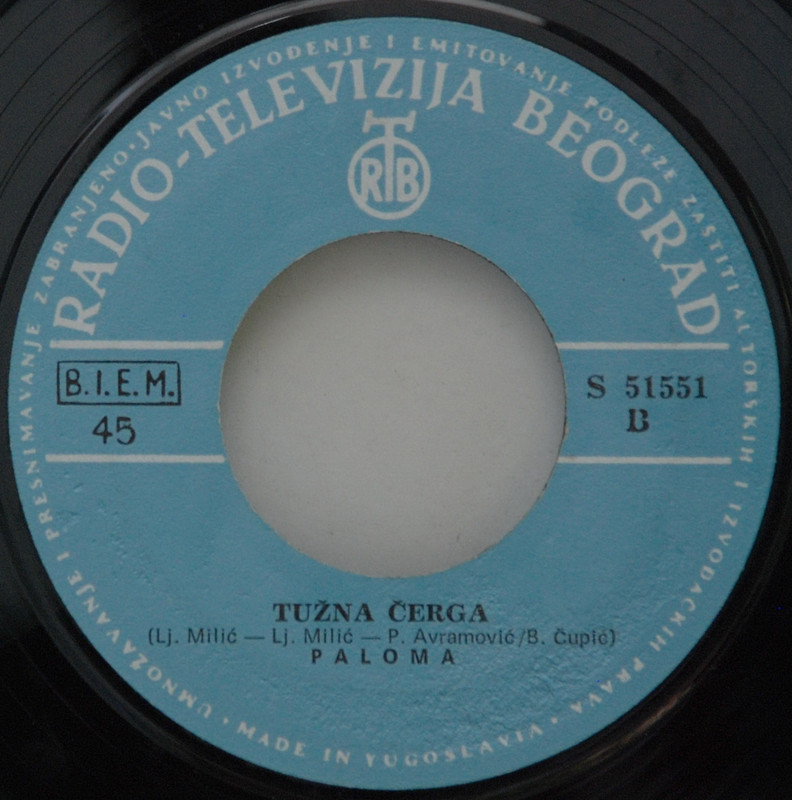 UMNOŽAVANJE I PRESNIMAVANJE ZABRANJENO · JAVNO IZVOĐENJE I EMITOVANJE PODLEŽE ZAŠTITI AUTORSKIH I IZVOĐAČKIH PRAVA · MADE IN YUGOSLAVIA ·
RADIO-TELEVIZIJA BEOGRAD
RTB
B.I.E.M.
45
S 51551
B
TUŽNA ČERGA
(Lj. Milić — Lj. Milić — P. Avramović/B. Čupić)
PALOMA